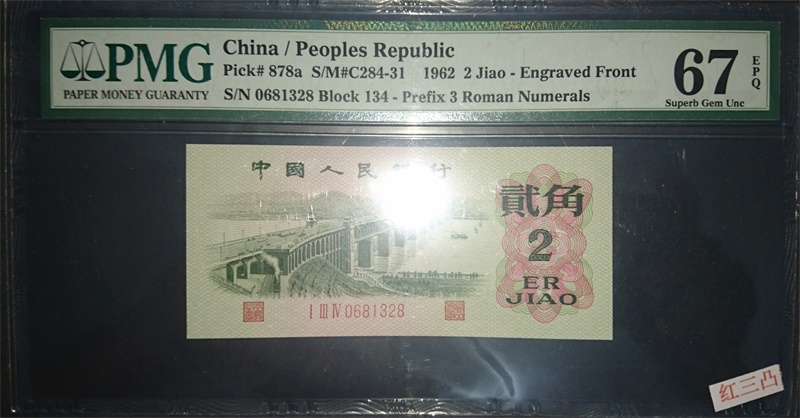 PMG
PAPER MONEY GUARANTY
China / Peoples Republic
Pick# 878a S/M#C284-31 1962 2 Jiao - Engraved Front
S/N 0681328 Block 134 - Prefix 3 Roman Numerals
67
EPQ
Superb Gem Unc
中國人民
行
貳角
2
ER
JIAO
I III IV 0681328
红三凸